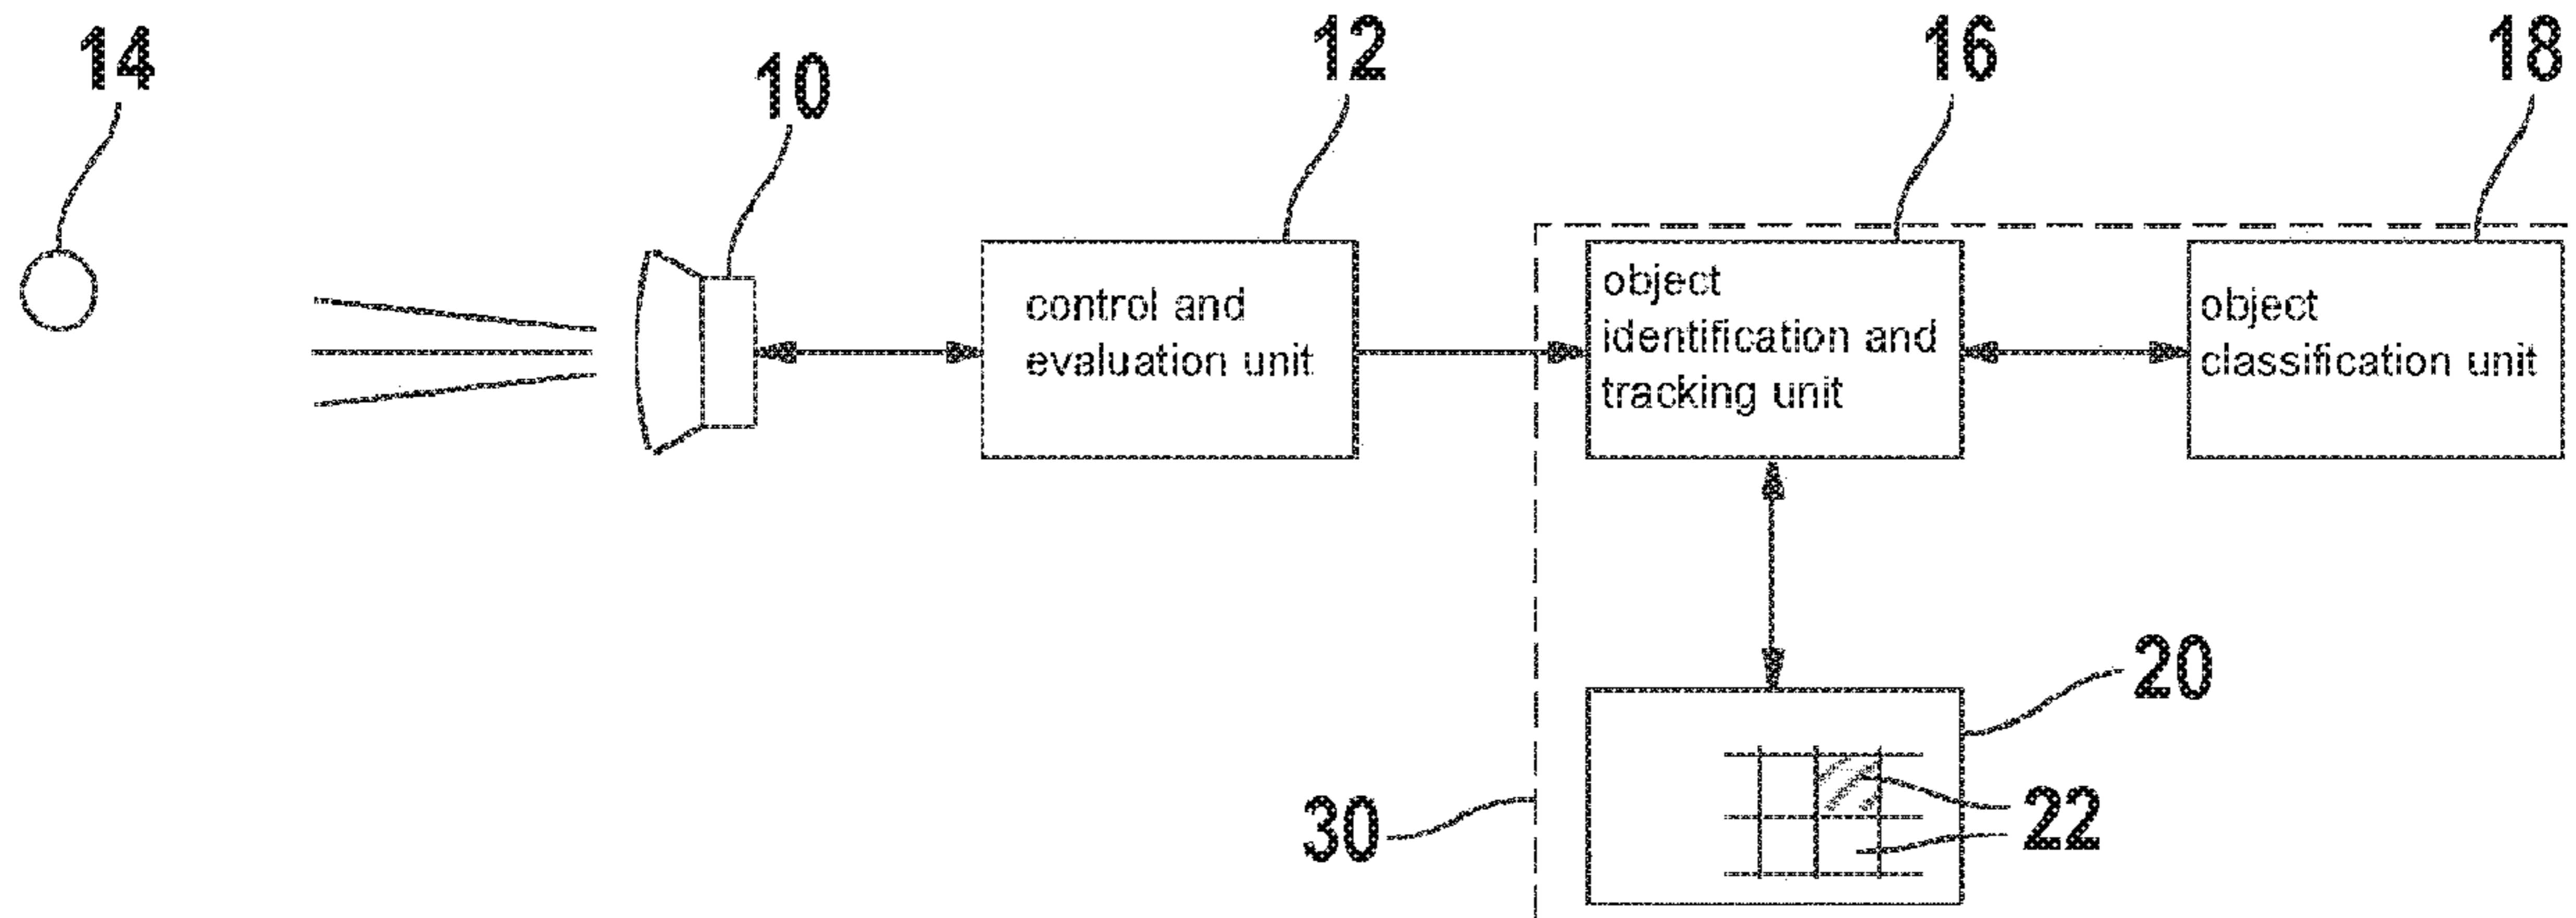 14
10
12
16
18
control and
evaluation unit
object
identification and
tracking unit
object
classification unit
20
30
22